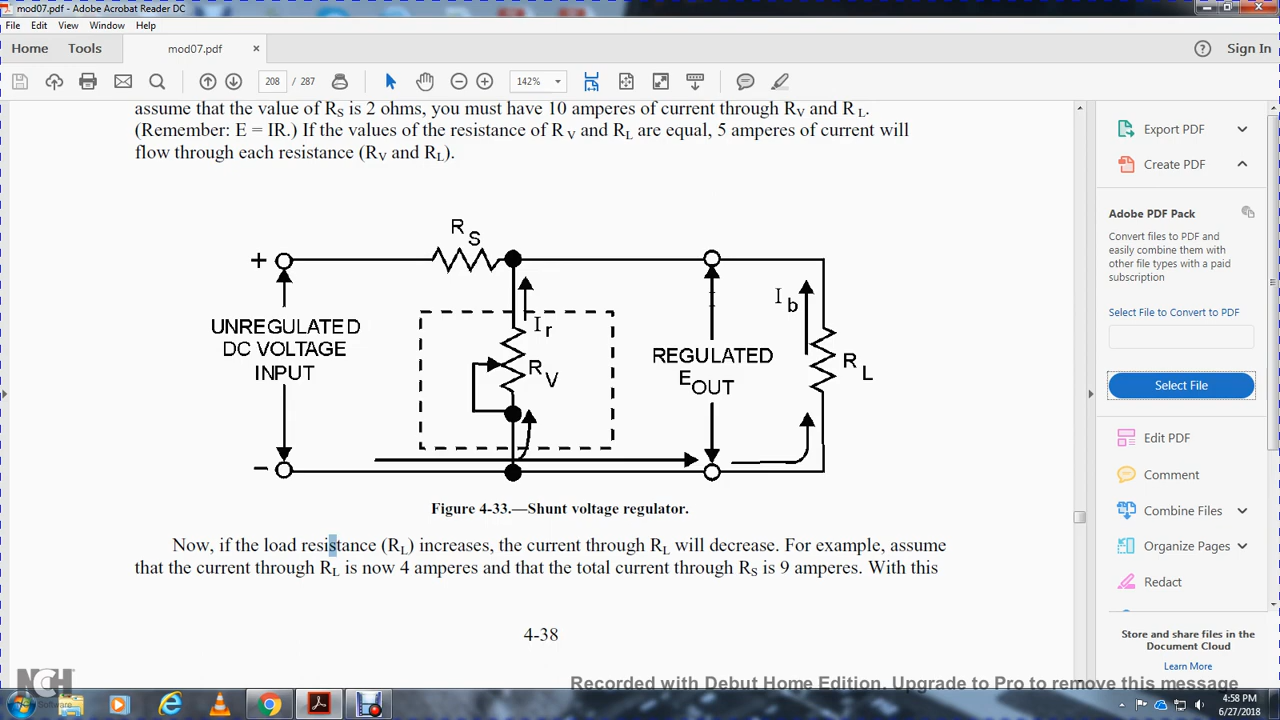 mod07.pdf - Adobe Acrobat Reader DC
File Edit View Window Help
Home Tools mod07.pdf × Sign In
208 / 287 142%
assume that the value of RS is 2 ohms, you must have 10 amperes of current through RV and R L.
(Remember: E = IR.) If the values of the resistance of R V and RL are equal, 5 amperes of current will
flow through each resistance (RV and RL).
R S
+
UNREGULATED
DC VOLTAGE
INPUT
−
I r
R V
REGULATED
E OUT
I b
R L
Figure 4-33.—Shunt voltage regulator.
Now, if the load resistance (RL) increases, the current through RL will decrease. For example, assume
that the current through RL is now 4 amperes and that the total current through RS is 9 amperes. With this
4-38
Export PDF
Create PDF
Adobe PDF Pack
Convert files to PDF and
easily combine them with
other file types with a paid
subscription
Select File to Convert to PDF
Select File
Edit PDF
Comment
Combine Files
Organize Pages
Redact
Store and share files in the
Document Cloud
Learn More
NCH
Software
Recorded with Debut Home Edition. Upgrade to Pro to remove this message
4:58 PM
6/27/2018